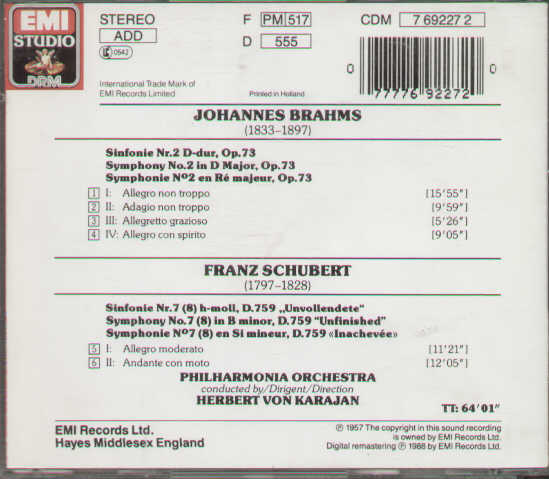 EMI
STUDIO
DRM
STEREO
ADD
0542
F PM 517
D 555
CDM 7 69227 2
0 77776 92272 0
International Trade Mark of
EMI Records Limited
Printed in Holland
JOHANNES BRAHMS
(1833-1897)
Sinfonie Nr.2 D-dur, Op.73
Symphony No.2 in D Major, Op.73
Symphonie Nº2 en Ré majeur, Op.73
1 I: Allegro non troppo [15'55"]
2 II: Adagio non troppo [9'59"]
3 III: Allegretto grazioso [5'26"]
4 IV: Allegro con spirito [9'05"]
FRANZ SCHUBERT
(1797-1828)
Sinfonie Nr.7 (8) h-moll, D.759 „Unvollendete“
Symphony No.7 (8) in B minor, D.759 "Unfinished"
Symphonie Nº7 (8) en Si mineur, D.759 «Inachevée»
5 I: Allegro moderato [11'21"]
6 II: Andante con moto [12'05"]
PHILHARMONIA ORCHESTRA
conducted by/Dirigent/Direction
HERBERT VON KARAJAN
TT: 64'01"
EMI Records Ltd.
Hayes Middlesex England
℗ 1957 The copyright in this sound recording
is owned by EMI Records Ltd.
Digital remastering ℗ 1988 by EMI Records Ltd.